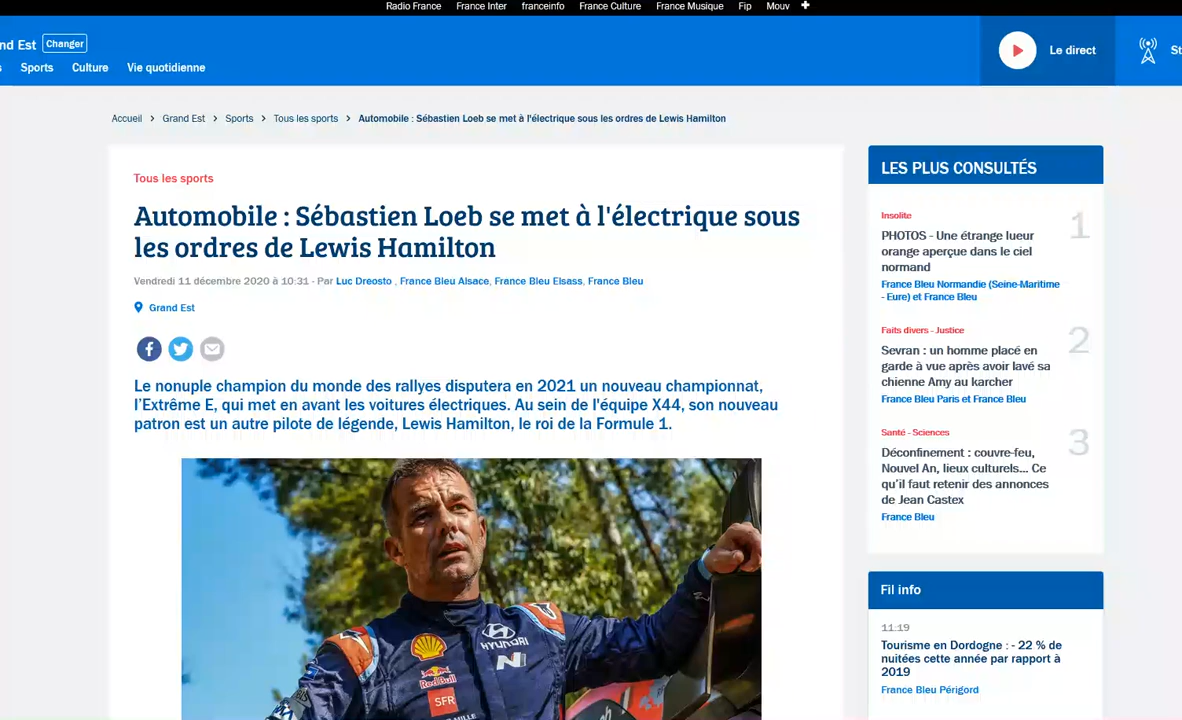 Radio France France Inter franceinfo France Culture France Musique Fip Mouv +
nd Est Changer
s Sports Culture Vie quotidienne
Le direct
St
Accueil > Grand Est > Sports > Tous les sports > Automobile : Sébastien Loeb se met à l'électrique sous les ordres de Lewis Hamilton
Tous les sports
Automobile : Sébastien Loeb se met à l'électrique sous
les ordres de Lewis Hamilton
Vendredi 11 décembre 2020 à 10:31 - Par Luc Dreosto , France Bleu Alsace, France Bleu Elsass, France Bleu
Grand Est
Le nonuple champion du monde des rallyes disputera en 2021 un nouveau championnat,
l’Extrême E, qui met en avant les voitures électriques. Au sein de l'équipe X44, son nouveau
patron est un autre pilote de légende, Lewis Hamilton, le roi de la Formule 1.
HYUNDAI
N
RedBull
SFR
LES PLUS CONSULTÉS
Insolite
1
PHOTOS - Une étrange lueur
orange aperçue dans le ciel
normand
France Bleu Normandie (Seine-Maritime
- Eure) et France Bleu
Faits divers - Justice
2
Sevran : un homme placé en
garde à vue après avoir lavé sa
chienne Amy au karcher
France Bleu Paris et France Bleu
Santé - Sciences
3
Déconfinement : couvre-feu,
Nouvel An, lieux culturels... Ce
qu’il faut retenir des annonces
de Jean Castex
France Bleu
Fil info
11:19
Tourisme en Dordogne : - 22 % de
nuitées cette année par rapport à
2019
France Bleu Périgord